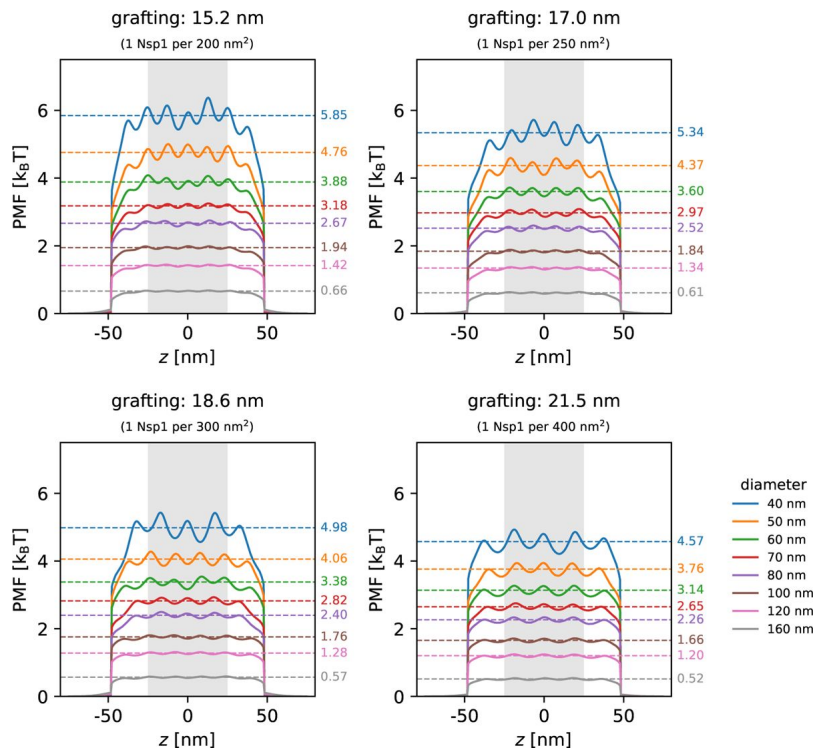 grafting: 15.2 nm
(1 Nsp1 per 200 nm²)
PMF [kBT]
6
4
2
0
5.85
4.76
3.88
3.18
2.67
1.94
1.42
0.66
-50 0 50
z [nm]
grafting: 17.0 nm
(1 Nsp1 per 250 nm²)
PMF [kBT]
6
4
2
0
5.34
4.37
3.60
2.97
2.52
1.84
1.34
0.61
-50 0 50
z [nm]
grafting: 18.6 nm
(1 Nsp1 per 300 nm²)
PMF [kBT]
6
4
2
0
4.98
4.06
3.38
2.82
2.40
1.76
1.28
0.57
-50 0 50
z [nm]
grafting: 21.5 nm
(1 Nsp1 per 400 nm²)
PMF [kBT]
6
4
2
0
4.57
3.76
3.14
2.65
2.26
1.66
1.20
0.52
-50 0 50
z [nm]
diameter
40 nm
50 nm
60 nm
70 nm
80 nm
100 nm
120 nm
160 nm